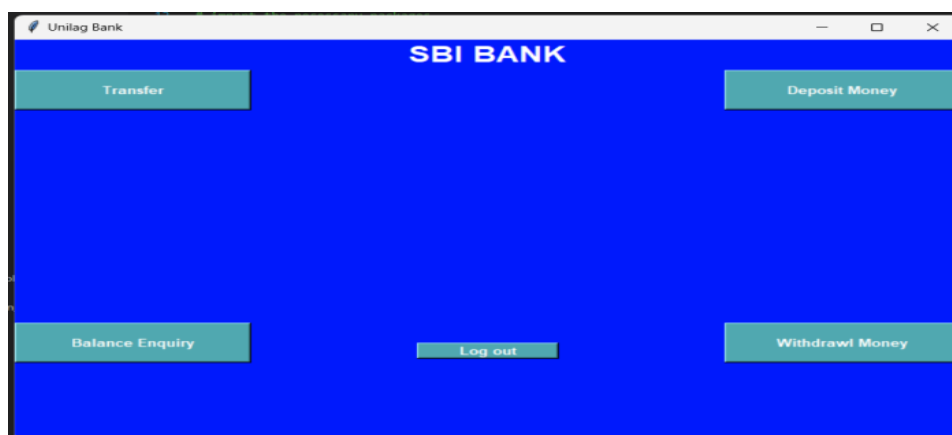 Unilag Bank
SBI BANK
Transfer
Deposit Money
Balance Enquiry
Log out
Withdrawl Money